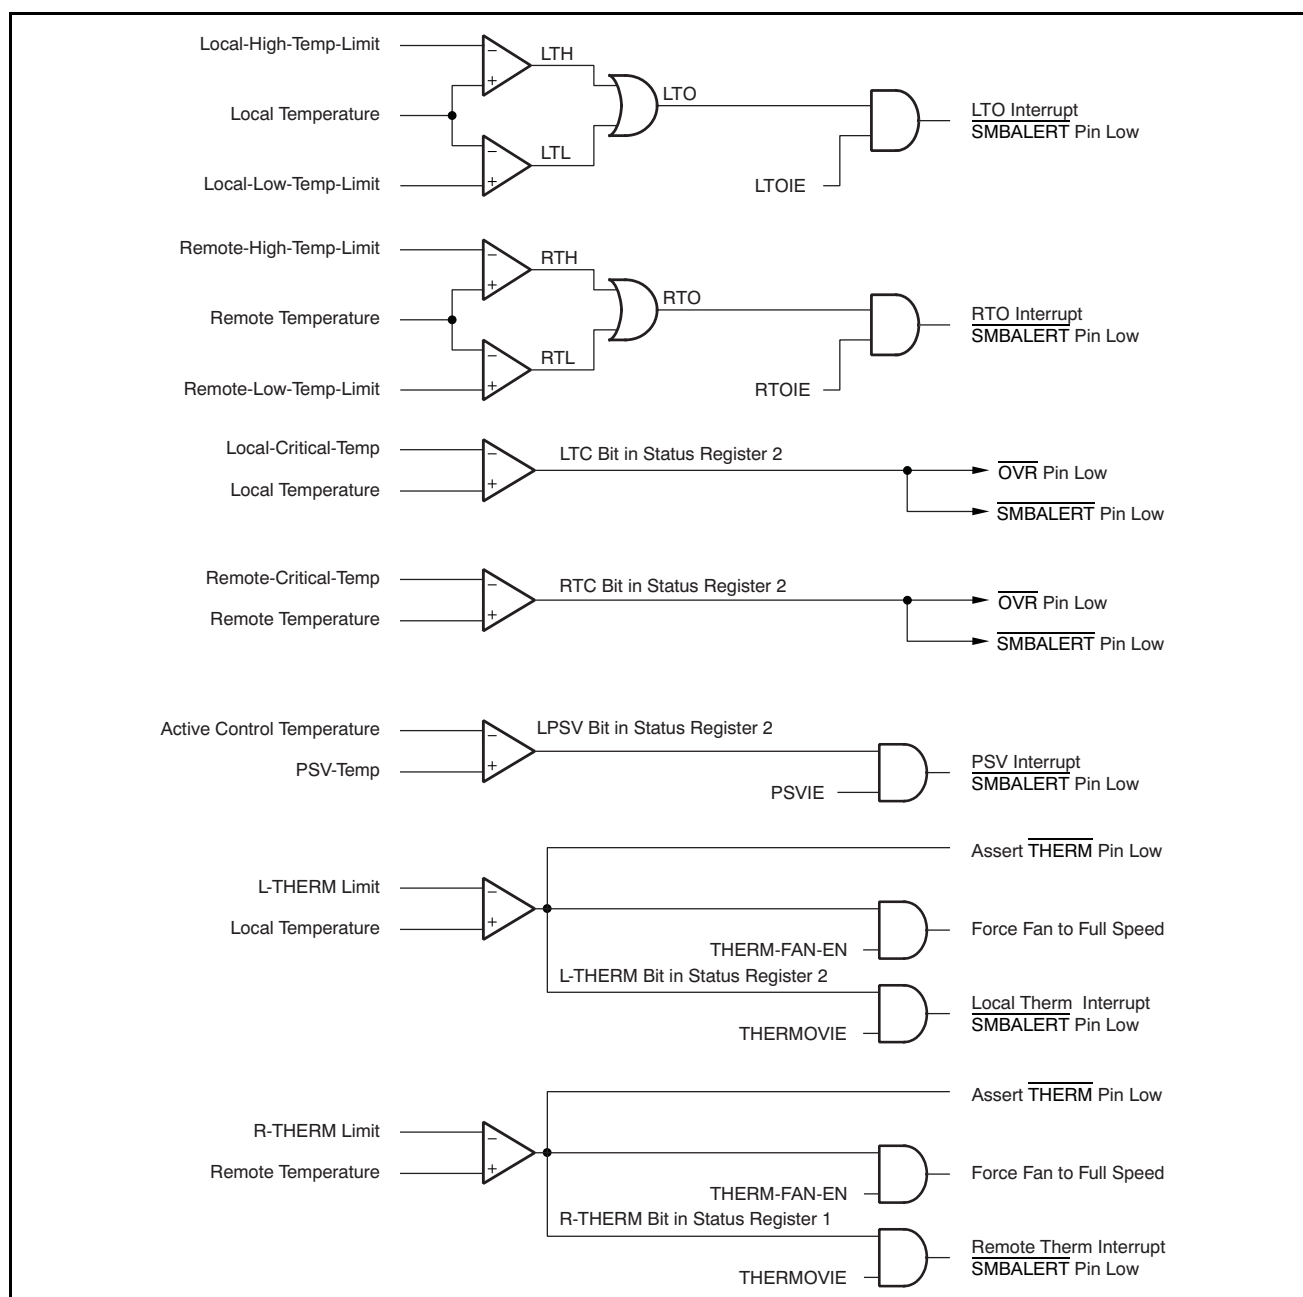 Local-High-Temp-Limit
−
LTH
+
LTO
Local Temperature
LTO Interrupt
SMBALERT Pin Low
−
LTL
+
Local-Low-Temp-Limit
LTOIE
Remote-High-Temp-Limit
−
RTH
+
RTO
Remote Temperature
RTO Interrupt
SMBALERT Pin Low
−
RTL
+
Remote-Low-Temp-Limit
RTOIE
Local-Critical-Temp
−
LTC Bit in Status Register 2
OVR Pin Low
Local Temperature
+
SMBALERT Pin Low
Remote-Critical-Temp
−
RTC Bit in Status Register 2
OVR Pin Low
Remote Temperature
+
SMBALERT Pin Low
Active Control Temperature
−
LPSV Bit in Status Register 2
PSV-Temp
+
PSV Interrupt
SMBALERT Pin Low
PSVIE
Assert THERM Pin Low
L-THERM Limit
−
Local Temperature
+
Force Fan to Full Speed
THERM-FAN-EN
L-THERM Bit in Status Register 2
Local Therm Interrupt
SMBALERT Pin Low
THERMOVIE
Assert THERM Pin Low
R-THERM Limit
−
Remote Temperature
+
Force Fan to Full Speed
THERM-FAN-EN
R-THERM Bit in Status Register 1
Remote Therm Interrupt
SMBALERT Pin Low
THERMOVIE